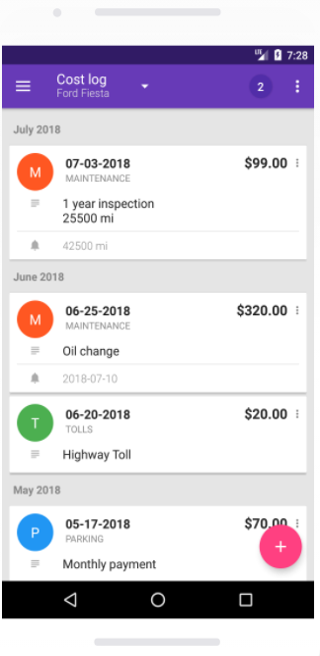 LTE 7:28
Cost log
Ford Fiesta
2
July 2018
M 07-03-2018 $99.00
MAINTENANCE
1 year inspection
25500 mi
42500 mi
June 2018
M 06-25-2018 $320.00
MAINTENANCE
Oil change
2018-07-10
T 06-20-2018 $20.00
TOLLS
Highway Toll
May 2018
P 05-17-2018 $70.00
PARKING
+
Monthly payment